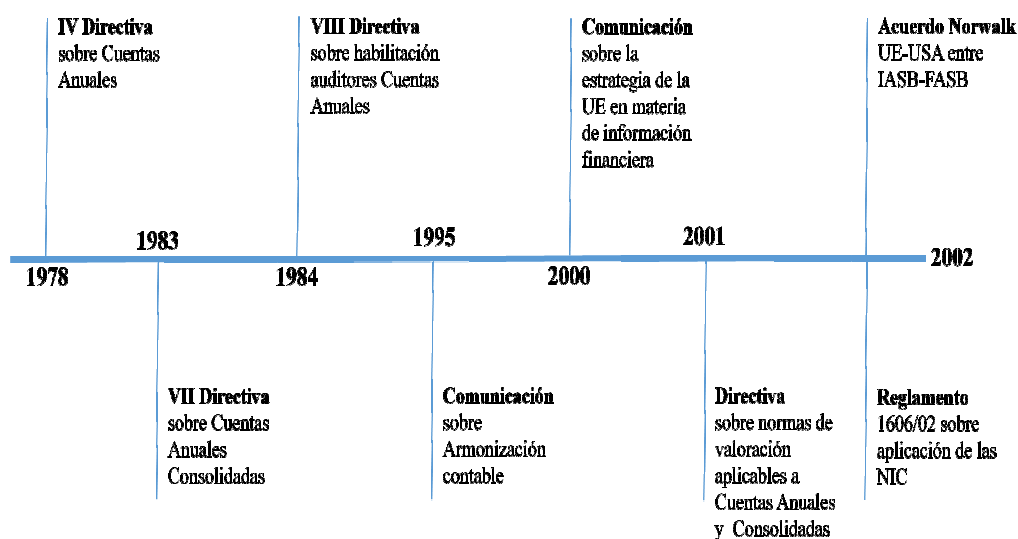 IV Directiva
sobre Cuentas
Anuales
VIII Directiva
sobre habilitación
auditores Cuentas
Anuales
Comunicación
sobre la
estrategia de la
UE en materia
de información
financiera
Acuerdo Norwalk
UE-USA entre
IASB-FASB
1983
1995
2001
2002
1978
1984
2000
VII Directiva
sobre Cuentas
Anuales
Consolidadas
Comunicación
sobre
Armonización
contable
Directiva
sobre normas de
valoración
aplicables a
Cuentas Anuales
y Consolidadas
Reglamento
1606/02 sobre
aplicación de las
NIC